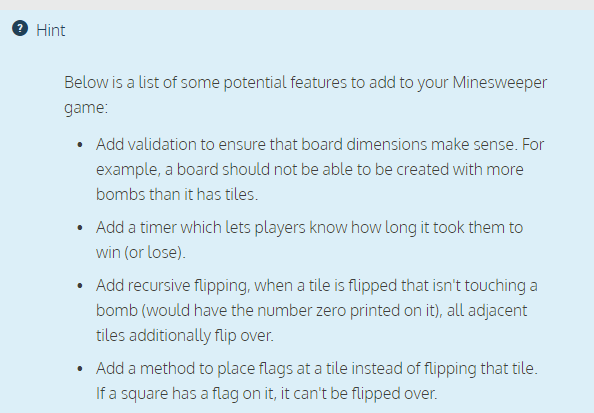 ? Hint
Below is a list of some potential features to add to your Minesweeper
game:
• Add validation to ensure that board dimensions make sense. For
example, a board should not be able to be created with more
bombs than it has tiles.
• Add a timer which lets players know how long it took them to
win (or lose).
• Add recursive flipping, when a tile is flipped that isn't touching a
bomb (would have the number zero printed on it), all adjacent
tiles additionally flip over.
• Add a method to place flags at a tile instead of flipping that tile.
If a square has a flag on it, it can't be flipped over.